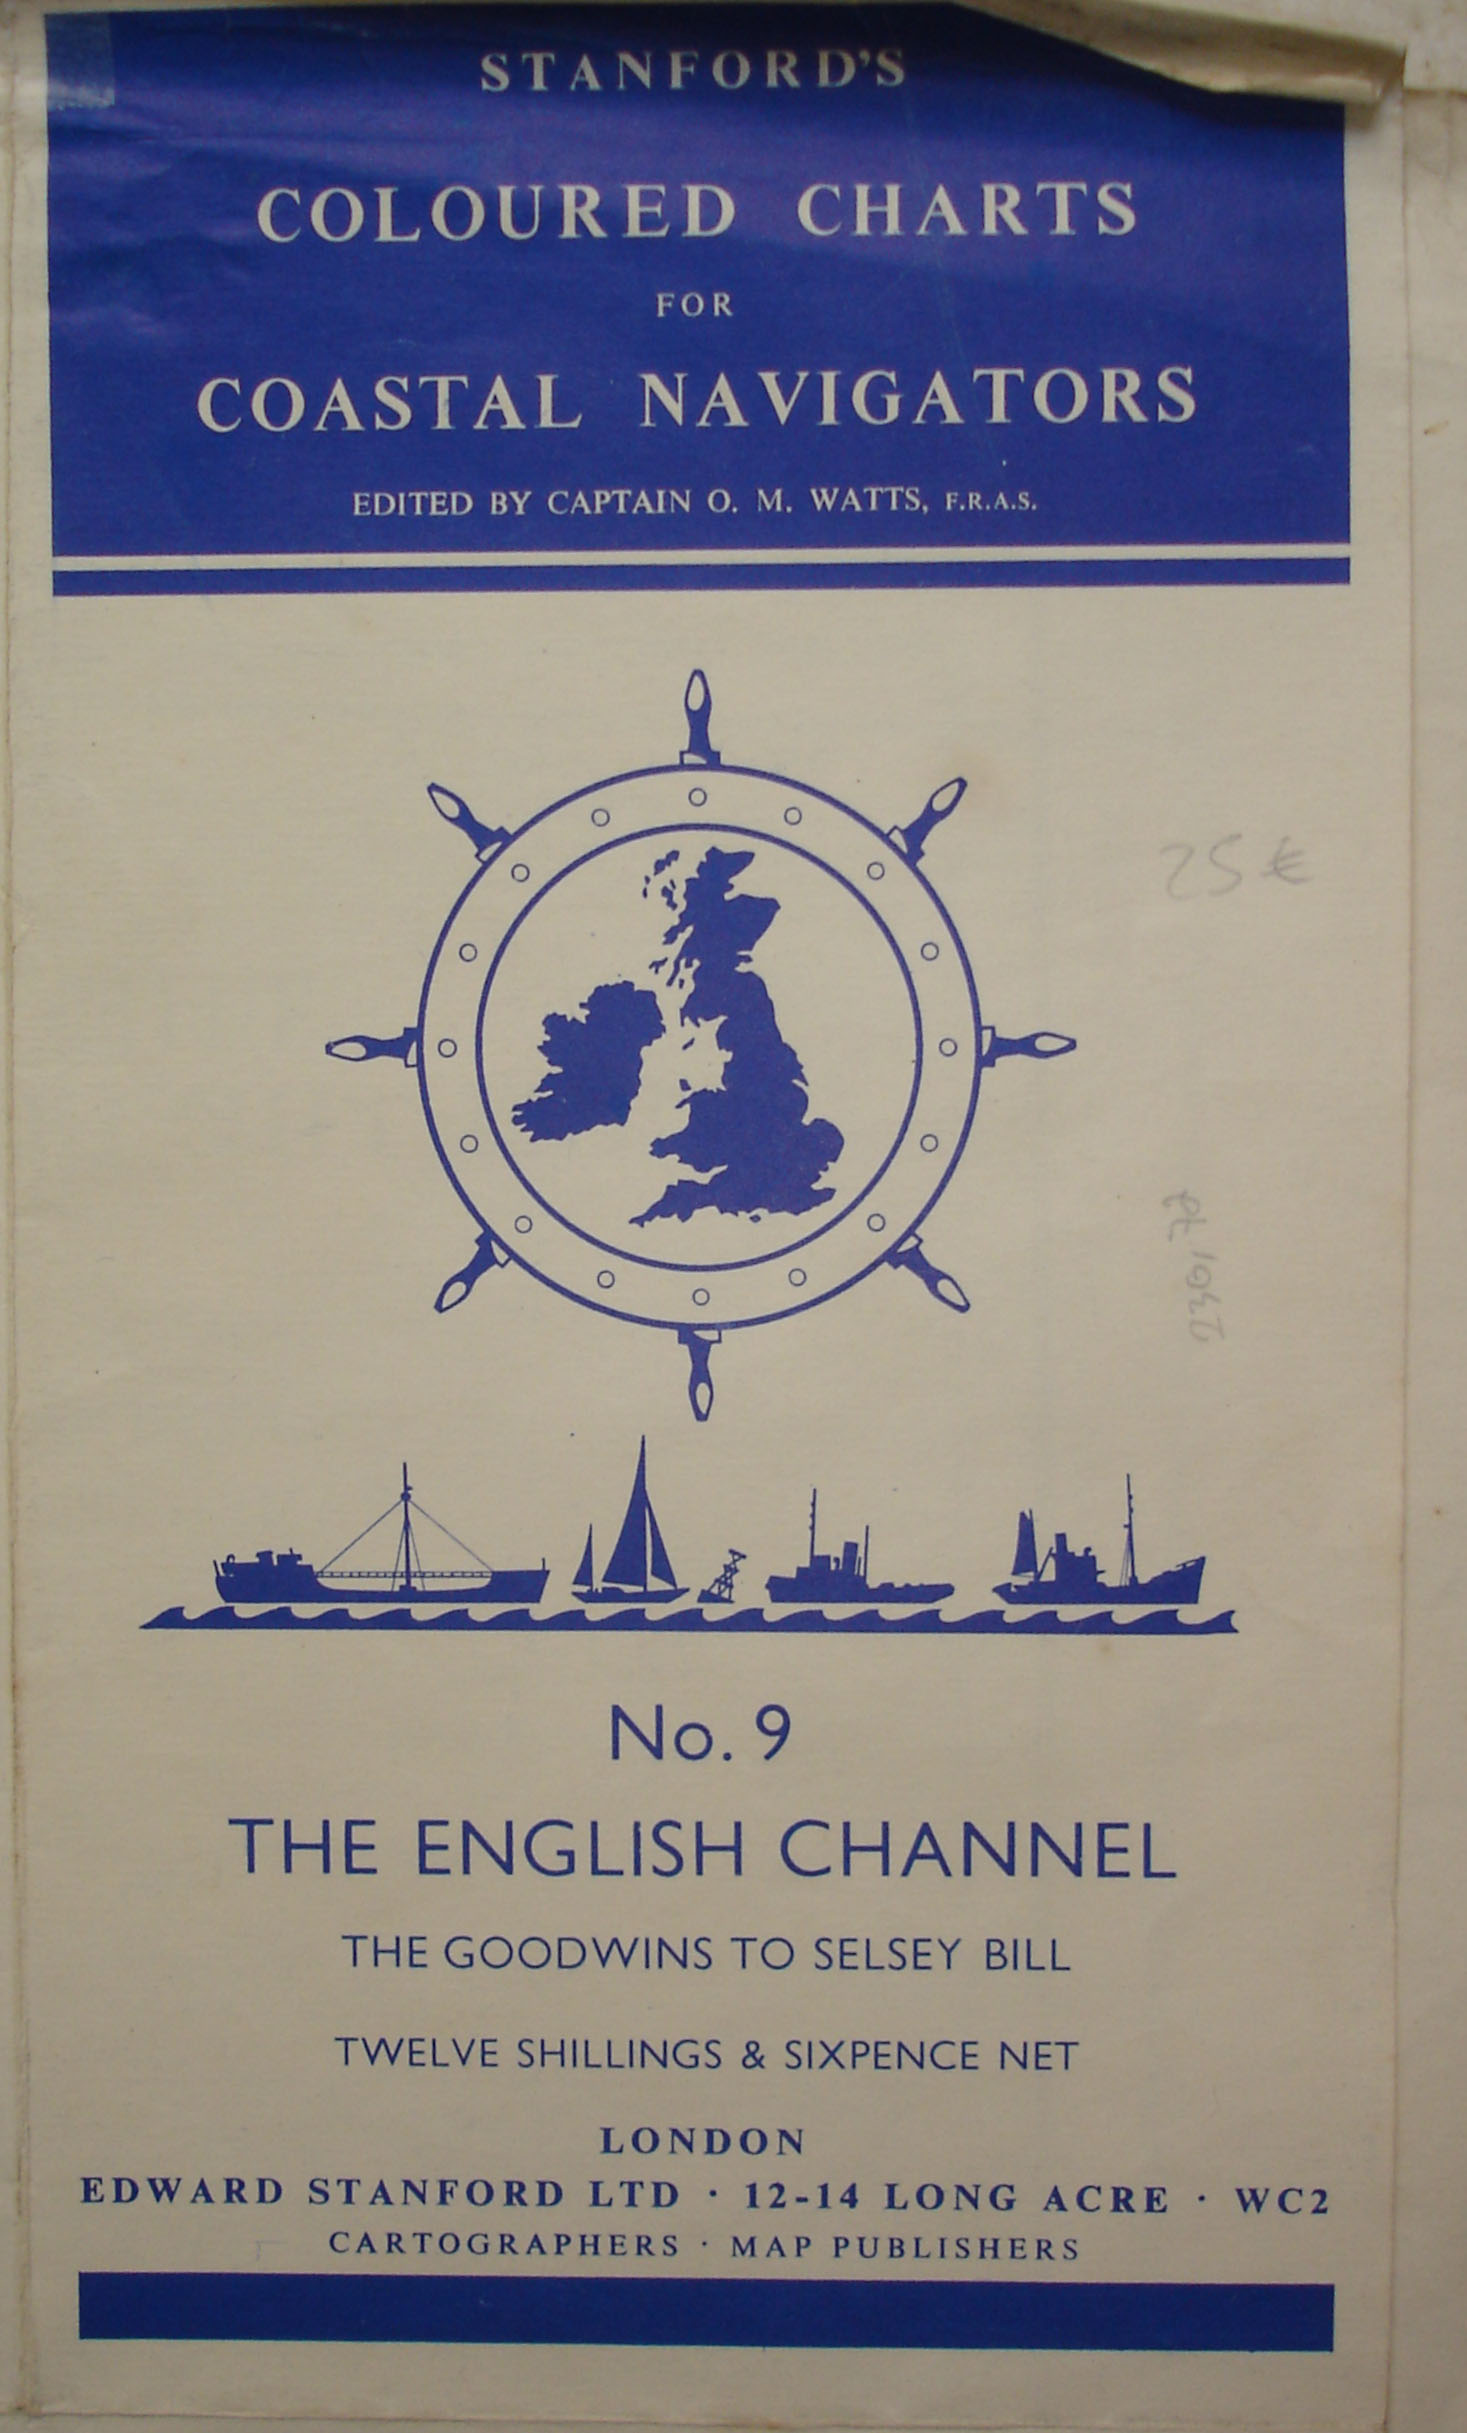 STANFORD'S
COLOURED CHARTS
FOR
COASTAL NAVIGATORS
EDITED BY CAPTAIN O. M. WATTS, F.R.A.S.
25 €
No. 9
THE ENGLISH CHANNEL
THE GOODWINS TO SELSEY BILL
TWELVE SHILLINGS & SIXPENCE NET
LONDON
EDWARD STANFORD LTD · 12-14 LONG ACRE · WC2
CARTOGRAPHERS · MAP PUBLISHERS